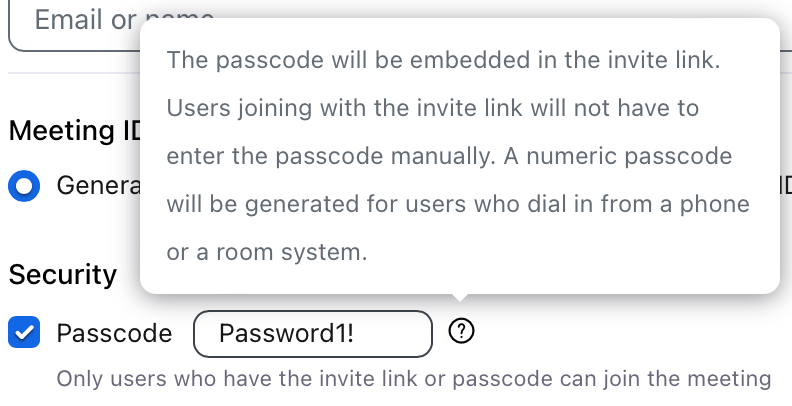 Email or
The passcode will be embedded in the invite link.
Users joining with the invite link will not have to
enter the passcode manually. A numeric passcode
will be generated for users who dial in from a phone
or a room system.
Meeting ID
Genera
Security
Passcode
Password1!
Only users who have the invite link or passcode can join the meeting